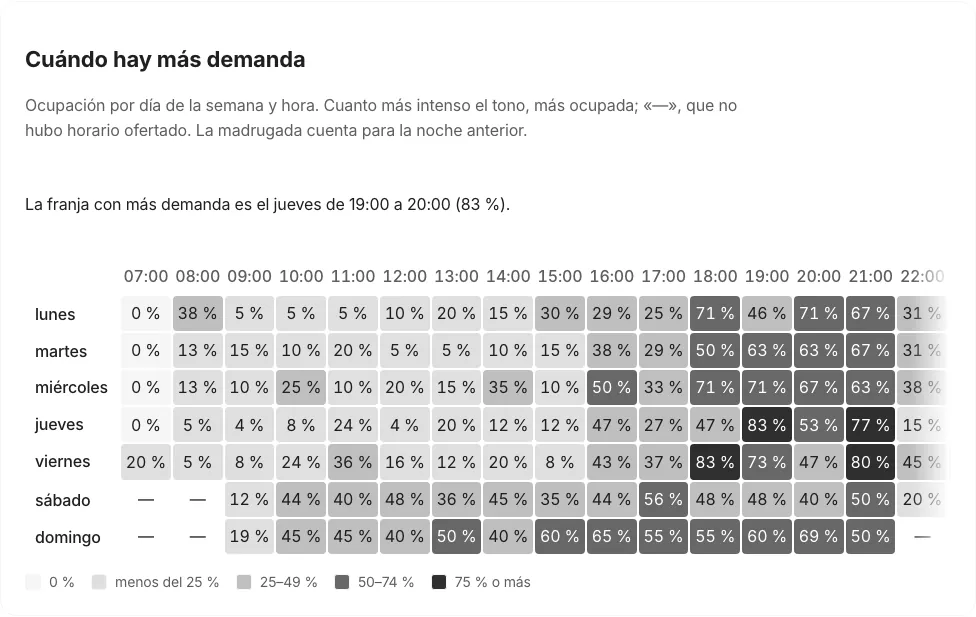 Cuándo hay más demanda
Ocupación por día de la semana y hora. Cuanto más intenso el tono, más ocupada; «—», que no
hubo horario ofertado. La madrugada cuenta para la noche anterior.
La franja con más demanda es el jueves de 19:00 a 20:00 (83 %).
07:00 08:00 09:00 10:00 11:00 12:00 13:00 14:00 15:00 16:00 17:00 18:00 19:00 20:00 21:00 22:00
lunes 0 % 38 % 5 % 5 % 5 % 10 % 20 % 15 % 30 % 29 % 25 % 71 % 46 % 71 % 67 % 31 %
martes 0 % 13 % 15 % 10 % 20 % 5 % 5 % 10 % 15 % 38 % 29 % 50 % 63 % 63 % 67 % 31 %
miércoles 0 % 13 % 10 % 25 % 10 % 20 % 15 % 35 % 10 % 50 % 33 % 71 % 71 % 67 % 63 % 38 %
jueves 0 % 5 % 4 % 8 % 24 % 4 % 20 % 12 % 12 % 47 % 27 % 47 % 83 % 53 % 77 % 15 %
viernes 20 % 5 % 8 % 24 % 36 % 16 % 12 % 20 % 8 % 43 % 37 % 83 % 73 % 47 % 80 % 45 %
sábado — — 12 % 44 % 40 % 48 % 36 % 45 % 35 % 44 % 56 % 48 % 48 % 40 % 50 % 20 %
domingo — — 19 % 45 % 45 % 40 % 50 % 40 % 60 % 65 % 55 % 55 % 60 % 69 % 50 % —
0 % menos del 25 % 25–49 % 50–74 % 75 % o más